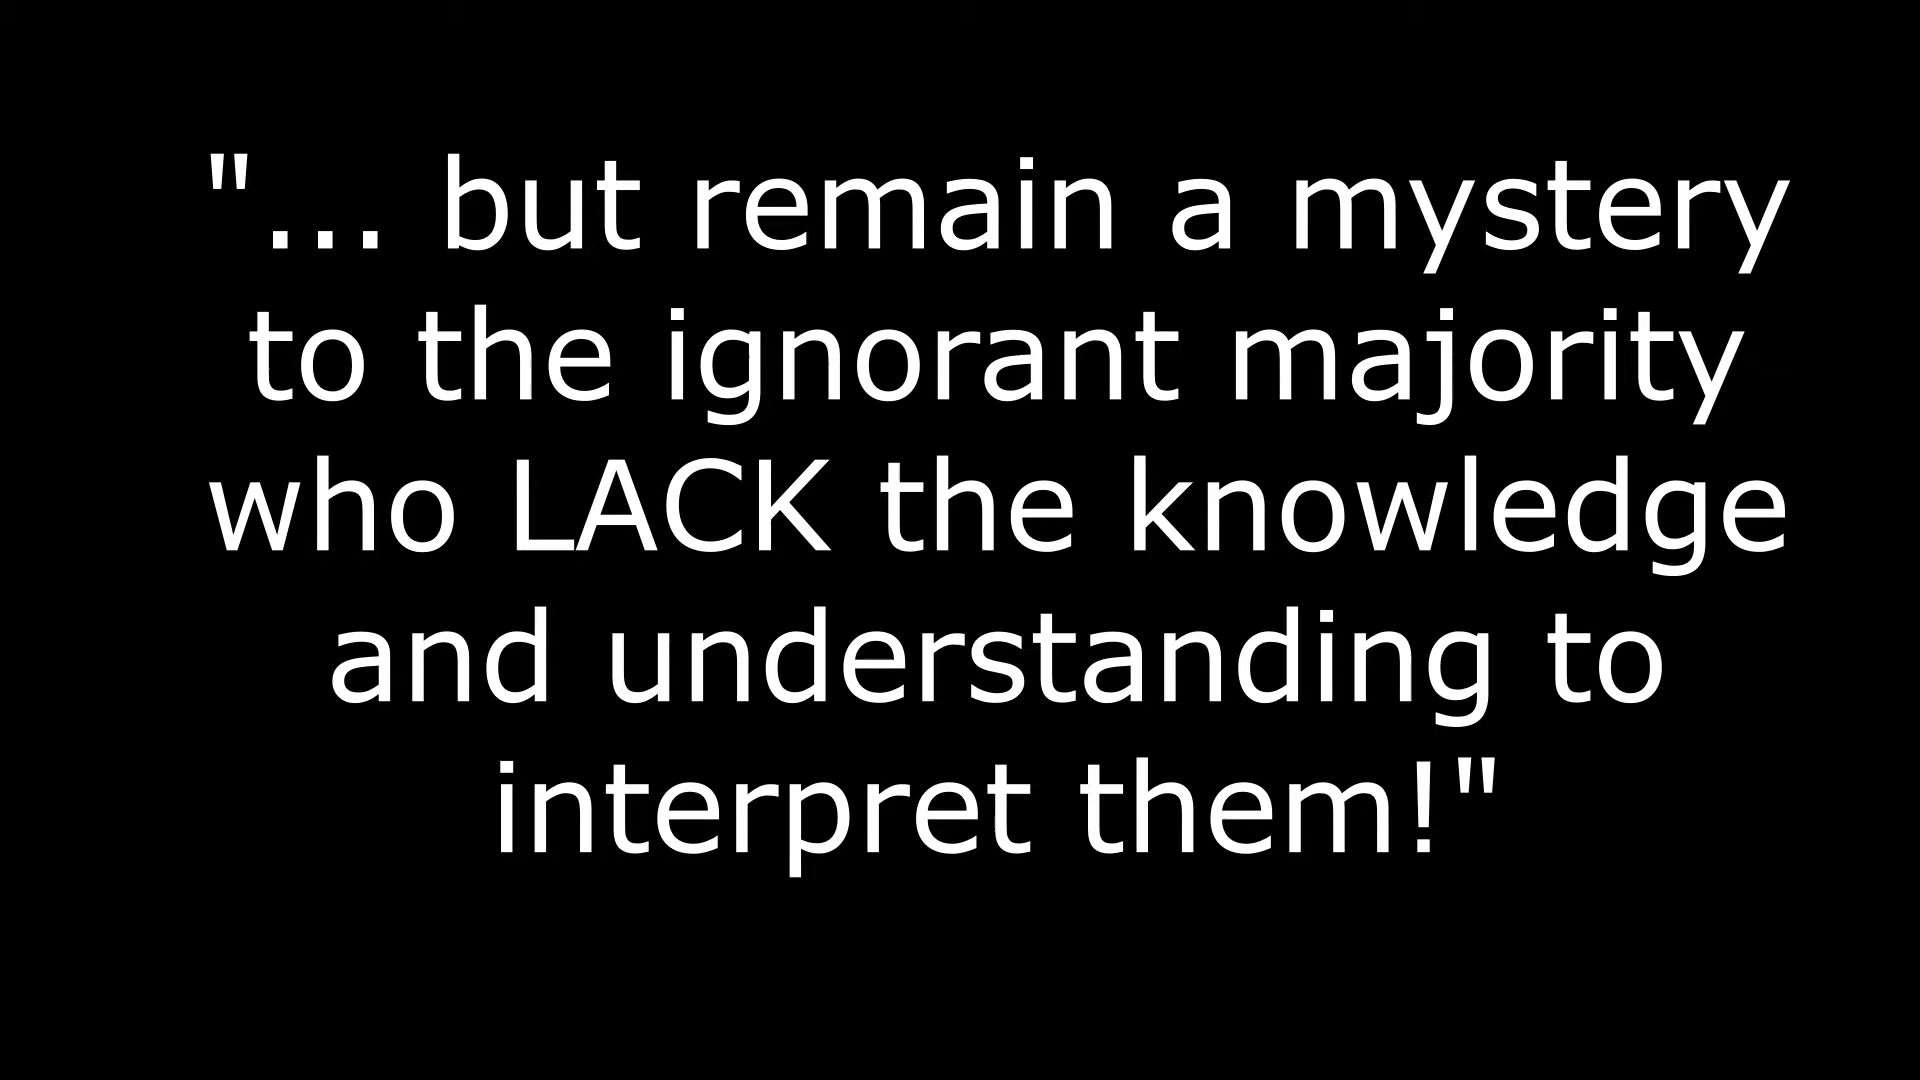 "... but remain a mystery
to the ignorant majority
who LACK the knowledge
and understanding to
interpret them!"